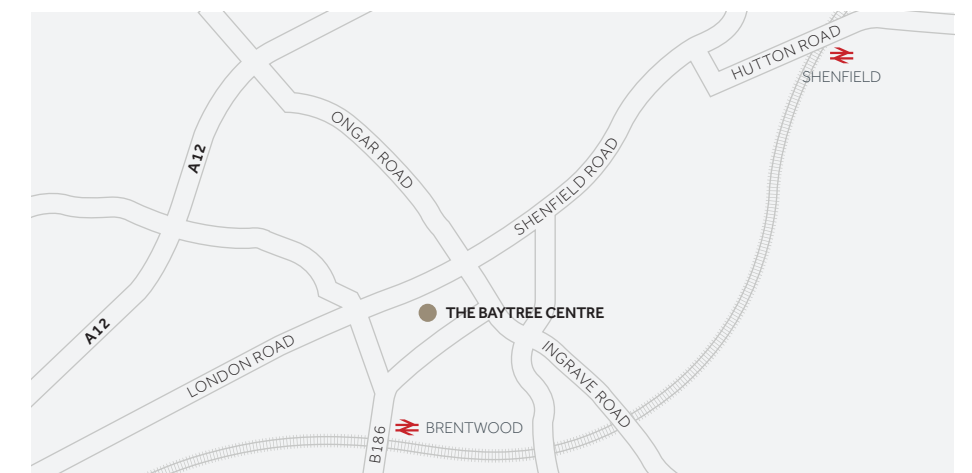 HUTTON ROAD
SHENFIELD
ONGAR ROAD
A12
SHENFIELD ROAD
THE BAYTREE CENTRE
A12
LONDON ROAD
INGRAVE ROAD
BRENTWOOD
B186